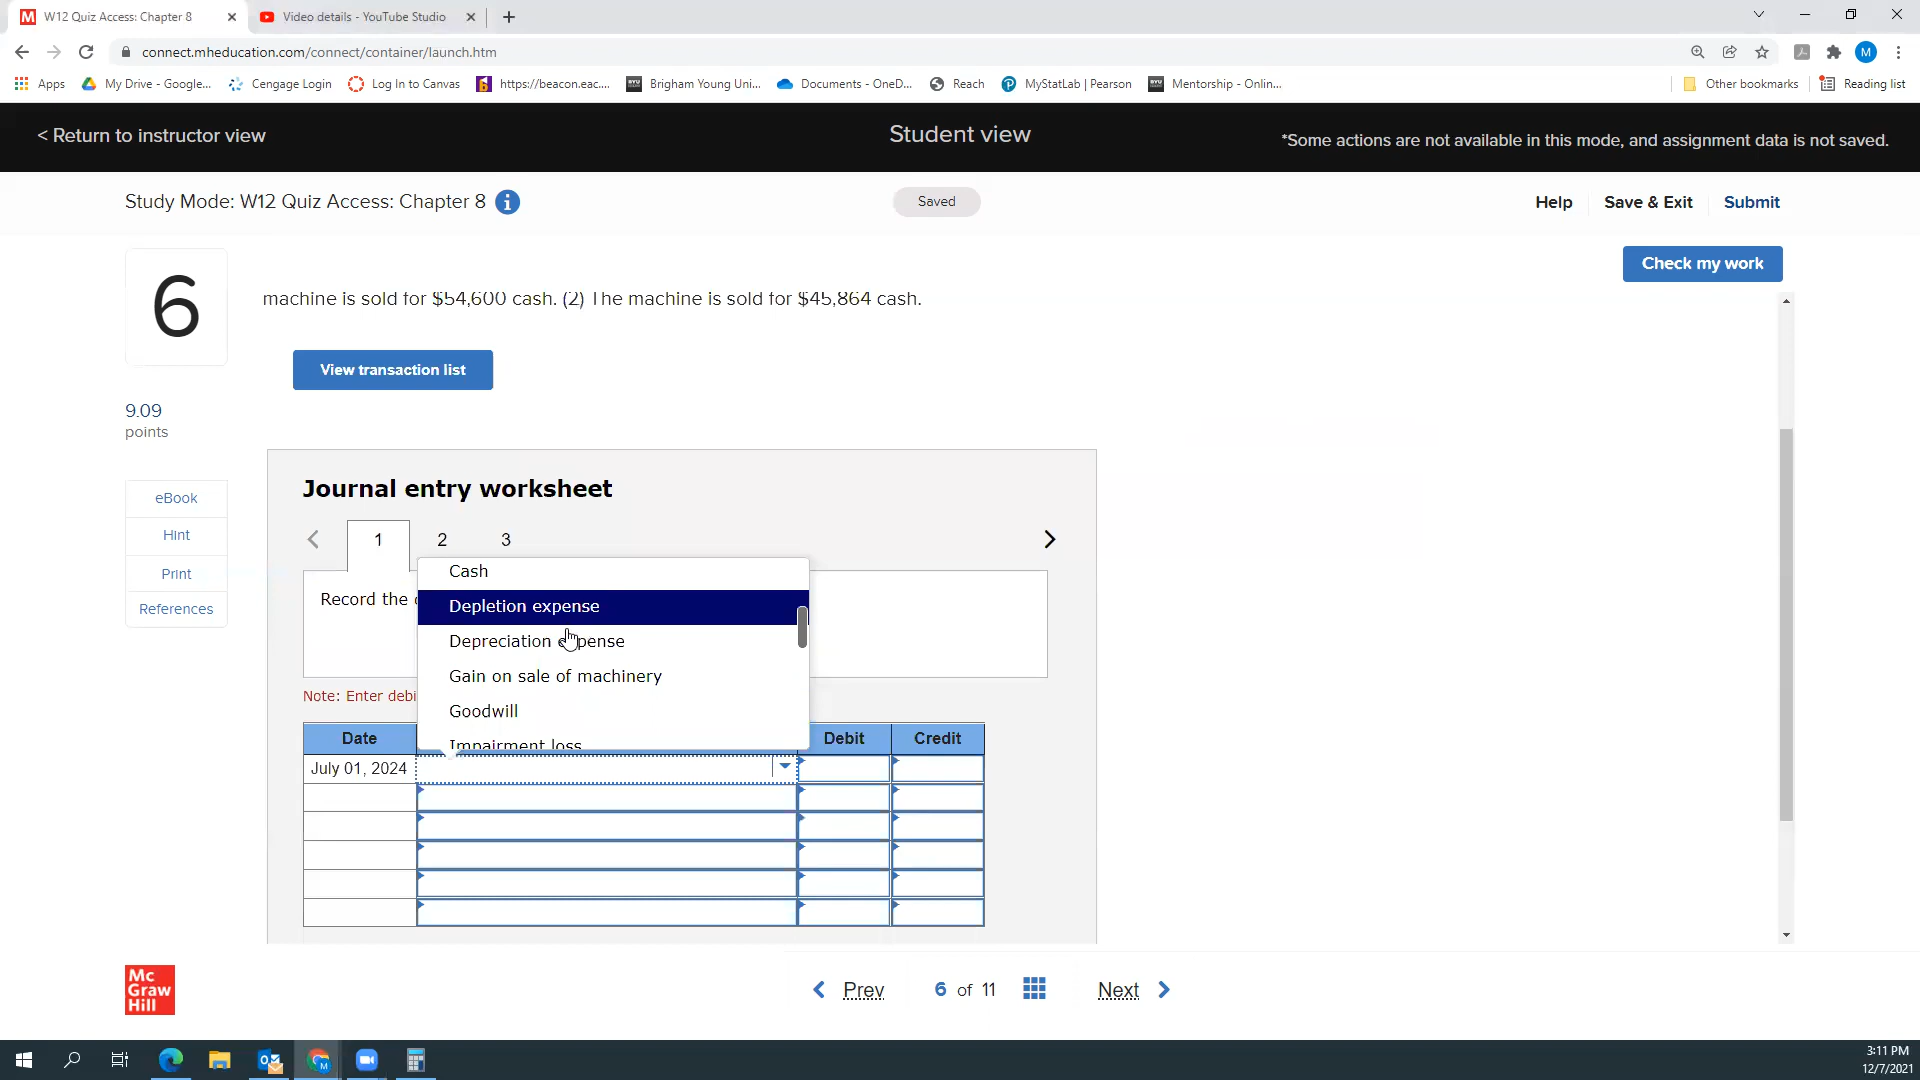 W12 Quiz Access: Chapter 8
Video details - YouTube Studio
connect.mheducation.com/connect/container/launch.htm
M
Apps
My Drive - Google...
Cengage Login
Log In to Canvas
https://beacon.eac....
Brigham Young Uni...
Documents - OneD...
Reach
MyStatLab | Pearson
Mentorship - Onlin...
Other bookmarks
Reading list
< Return to instructor view
Student view
*Some actions are not available in this mode, and assignment data is not saved.
Study Mode: W12 Quiz Access: Chapter 8
Saved
Help
Save & Exit
Submit
6
Check my work
machine is sold for $54,600 cash. (2) The machine is sold for $45,864 cash.
View transaction list
9.09
points
eBook
Hint
Print
References
Journal entry worksheet
1
2
3
Record the
Cash
Depletion expense
Depreciation expense
Gain on sale of machinery
Goodwill
Impairment loss
Note: Enter debi
Date
Debit
Credit
July 01, 2024
Mc
Graw
Hill
Prev
6 of 11
Next
3:11 PM
12/7/2021